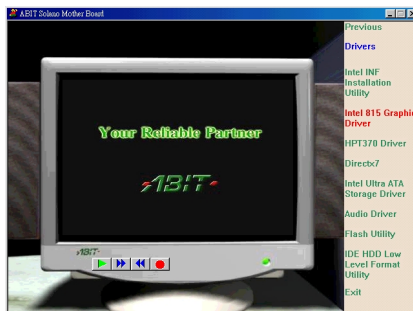 ABIT Solano Mother Board
Previous
Drivers
Intel INF
Installation
Utility
Intel 815 Graphic
Driver
HPT370 Driver
Directx7
Intel Ultra ATA
Storage Driver
Audio Driver
Flash Utility
IDE HDD Low
Level Format
Utility
Exit
Your Reliable Partner
ABIT
ABIT